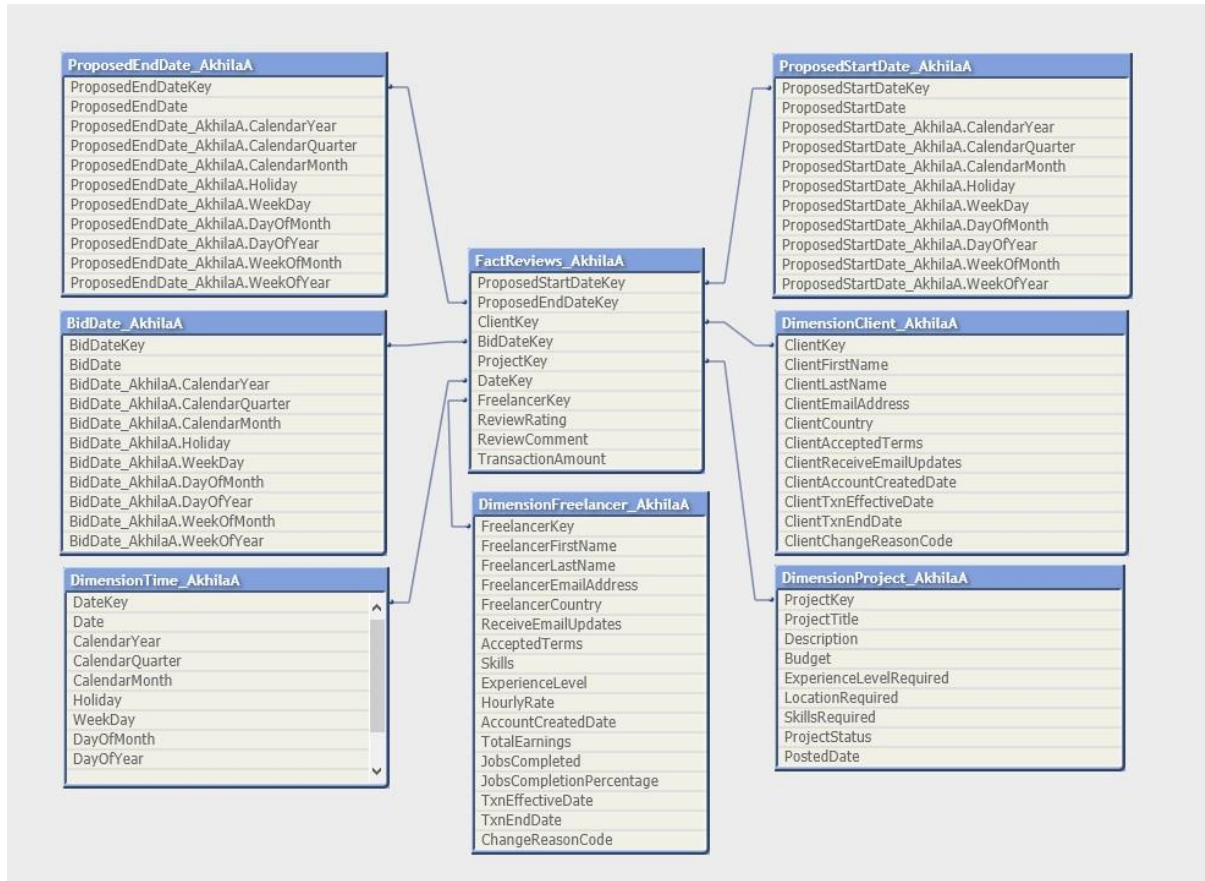 ProposedEndDate_AkhilaA
ProposedEndDateKey
ProposedEndDate
ProposedEndDate_AkhilaA.CalendarYear
ProposedEndDate_AkhilaA.CalendarQuarter
ProposedEndDate_AkhilaA.CalendarMonth
ProposedEndDate_AkhilaA.Holiday
ProposedEndDate_AkhilaA.WeekDay
ProposedEndDate_AkhilaA.DayOfMonth
ProposedEndDate_AkhilaA.DayOfYear
ProposedEndDate_AkhilaA.WeekOfMonth
ProposedEndDate_AkhilaA.WeekOfYear
BidDate_AkhilaA
BidDateKey
BidDate
BidDate_AkhilaA.CalendarYear
BidDate_AkhilaA.CalendarQuarter
BidDate_AkhilaA.CalendarMonth
BidDate_AkhilaA.Holiday
BidDate_AkhilaA.WeekDay
BidDate_AkhilaA.DayOfMonth
BidDate_AkhilaA.DayOfYear
BidDate_AkhilaA.WeekOfMonth
BidDate_AkhilaA.WeekOfYear
DimensionTime_AkhilaA
DateKey
Date
CalendarYear
CalendarQuarter
CalendarMonth
Holiday
WeekDay
DayOfMonth
DayOfYear
FactReviews_AkhilaA
ProposedStartDateKey
ProposedEndDateKey
ClientKey
BidDateKey
ProjectKey
DateKey
FreelancerKey
ReviewRating
ReviewComment
TransactionAmount
DimensionFreelancer_AkhilaA
FreelancerKey
FreelancerFirstName
FreelancerLastName
FreelancerEmailAddress
FreelancerCountry
ReceiveEmailUpdates
AcceptedTerms
Skills
ExperienceLevel
HourlyRate
AccountCreatedDate
TotalEarnings
JobsCompleted
JobsCompletionPercentage
TxnEffectiveDate
TxnEndDate
ChangeReasonCode
ProposedStartDate_AkhilaA
ProposedStartDateKey
ProposedStartDate
ProposedStartDate_AkhilaA.CalendarYear
ProposedStartDate_AkhilaA.CalendarQuarter
ProposedStartDate_AkhilaA.CalendarMonth
ProposedStartDate_AkhilaA.Holiday
ProposedStartDate_AkhilaA.WeekDay
ProposedStartDate_AkhilaA.DayOfMonth
ProposedStartDate_AkhilaA.DayOfYear
ProposedStartDate_AkhilaA.WeekOfMonth
ProposedStartDate_AkhilaA.WeekOfYear
DimensionClient_AkhilaA
ClientKey
ClientFirstName
ClientLastName
ClientEmailAddress
ClientCountry
ClientAcceptedTerms
ClientReceiveEmailUpdates
ClientAccountCreatedDate
ClientTxnEffectiveDate
ClientTxnEndDate
ClientChangeReasonCode
DimensionProject_AkhilaA
ProjectKey
ProjectTitle
Description
Budget
ExperienceLevelRequired
LocationRequired
SkillsRequired
ProjectStatus
PostedDate